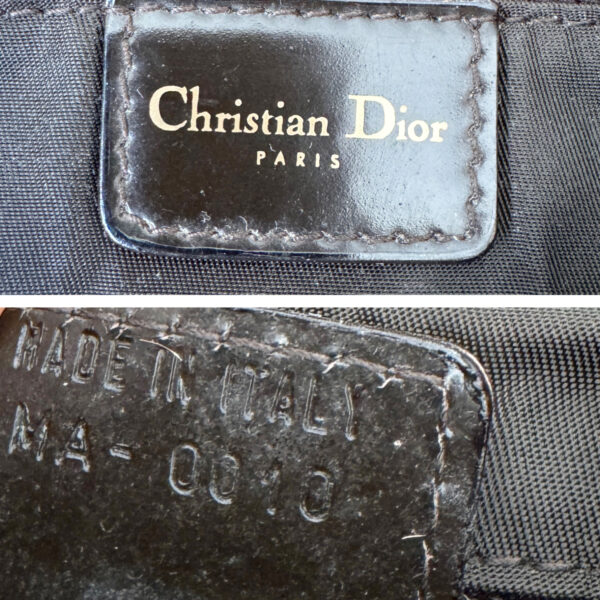 Christian Dior
PARIS
MADE IN ITALY
MA-0010